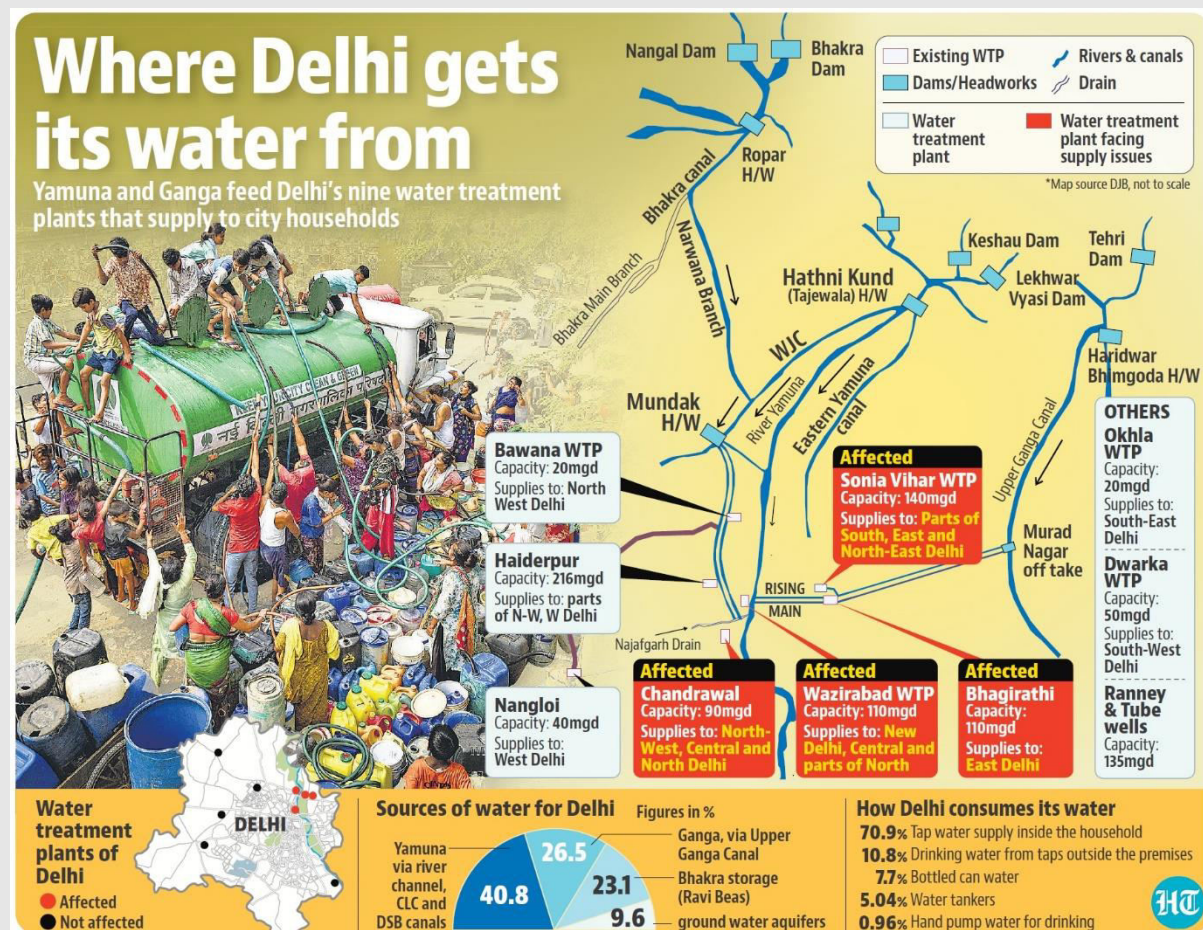 Where Delhi gets
its water from
Yamuna and Ganga feed Delhi's nine water treatment
plants that supply to city households
Nangal Dam
Bhakra
Dam
Existing WTP
Rivers & canals
Dams/Headworks
Drain
Water
treatment
plant
Water treatment
plant facing
supply issues
*Map source DJB, not to scale
Ropar
H/W
Bhakra canal
Bhakra Main Branch
Narwana Branch
Keshau Dam
Tehri
Dam
Lekhwar
Vyasi Dam
Hathni Kund
(Tajewala) H/W
Haridwar
Bhimgoda H/W
WJC
River Yamuna
Eastern Yamuna
canal
Upper Ganga Canal
Mundak
H/W
KEEP YOUR CITY CLEAN & GREEN
नई दिल्ली नगरपालिका परिषद
Bawana WTP
Capacity: 20mgd
Supplies to: North
West Delhi
Haiderpur
Capacity: 216mgd
Supplies to: parts
of N-W, W Delhi
Nangloi
Capacity: 40mgd
Supplies to:
West Delhi
Affected
Sonia Vihar WTP
Capacity: 140mgd
Supplies to: Parts of
South, East and
North-East Delhi
Murad
Nagar
off take
RISING
MAIN
Najafgarh Drain
Affected
Chandrawal
Capacity: 90mgd
Supplies to: North-
West, Central and
North Delhi
Affected
Wazirabad WTP
Capacity: 110mgd
Supplies to: New
Delhi, Central and
parts of North
Affected
Bhagirathi
Capacity:
110mgd
Supplies to:
East Delhi
OTHERS
Okhla
WTP
Capacity:
20mgd
Supplies to:
South-East
Delhi
Dwarka
WTP
Capacity:
50mgd
Supplies to:
South-West
Delhi
Ranney
& Tube
wells
Capacity:
135mgd
Water
treatment
plants of
Delhi
Affected
Not affected
DELHI
Sources of water for Delhi
Figures in %
Yamuna
via river
channel,
CLC and
DSB canals
40.8
26.5
Ganga, via Upper
Ganga Canal
23.1
Bhakra storage
(Ravi Beas)
9.6
ground water aquifers
How Delhi consumes its water
70.9% Tap water supply inside the household
10.8% Drinking water from taps outside the premises
7.7% Bottled can water
5.04% Water tankers
0.96% Hand pump water for drinking
HT